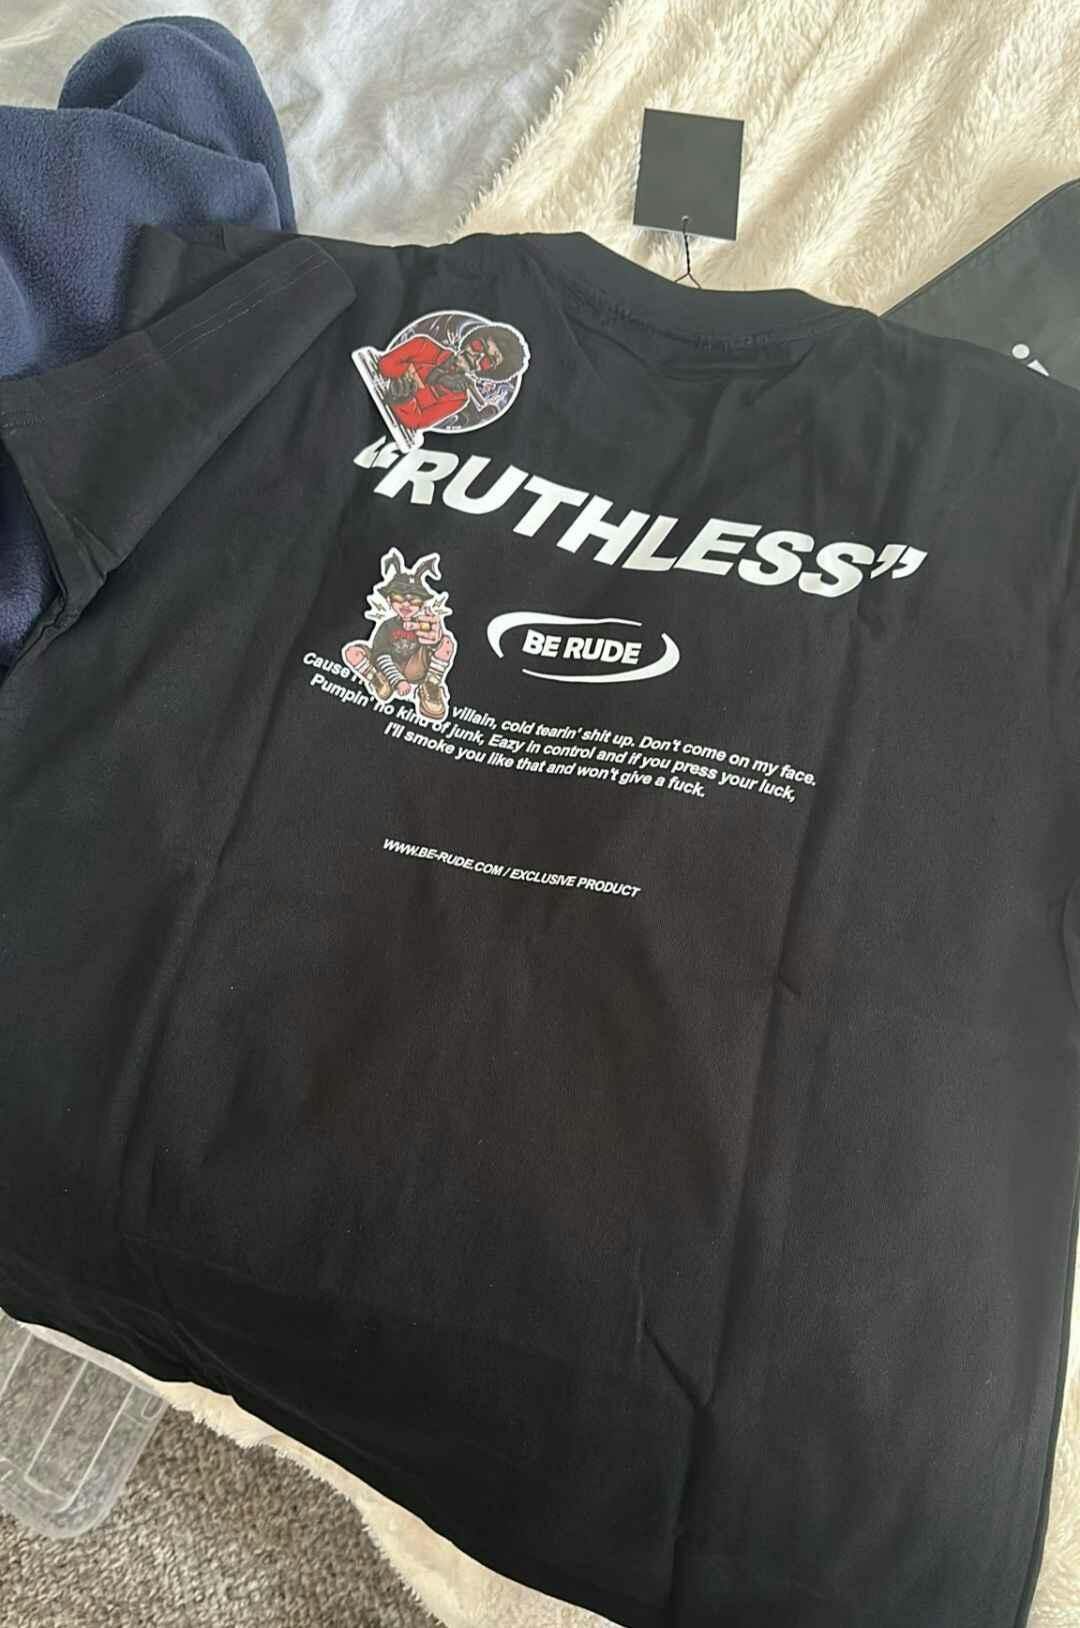 “RUTHLESS”
BE RUDE
Cause villain, cold tearin' shit up. Don't come on my face.
Pumpin' no kind of junk, Eazy in control and if you press your luck,
I'll smoke you like that and won't give a fuck.
WWW.BE-RUDE.COM / EXCLUSIVE PRODUCT